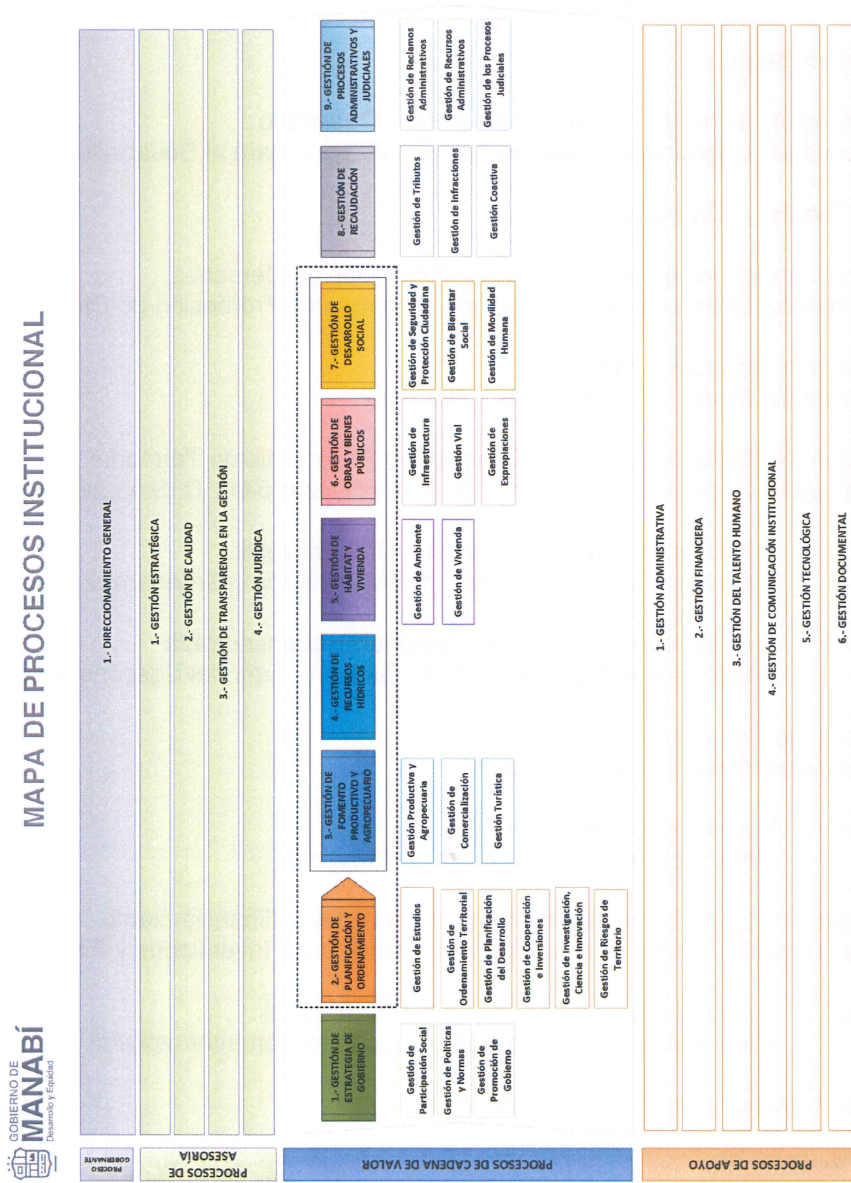 GOBIERNO DE
MANABÍ
Desarrollo y Equidad
MAPA DE PROCESOS INSTITUCIONAL
PROCESO
GOBERNANTE
1.- DIRECCIONAMIENTO GENERAL
PROCESOS DE
ASESORÍA
1.- GESTIÓN ESTRATÉGICA
2.- GESTIÓN DE CALIDAD
3.- GESTIÓN DE TRANSPARENCIA EN LA GESTIÓN
4.- GESTIÓN JURÍDICA
PROCESOS DE CADENA DE VALOR
1.- GESTIÓN DE
ESTRATEGIA DE
GOBIERNO
Gestión de
Participación Social
Gestión de Políticas
y Normas
Gestión de
Promoción de
Gobierno
2.- GESTIÓN DE
PLANIFICACIÓN Y
ORDENAMIENTO
Gestión de Estudios
Gestión de
Ordenamiento Territorial
Gestión de Planificación
del Desarrollo
Gestión de Cooperación
e Inversiones
Gestión de Investigación,
Ciencia e Innovación
Gestión de Riesgos de
Territorio
3.- GESTIÓN DE
FOMENTO
PRODUCTIVO Y
AGROPECUARIO
Gestión Productiva y
Agropecuaria
Gestión de
Comercialización
Gestión Turística
4.- GESTIÓN DE
RECURSOS
HÍDRICOS
5.- GESTIÓN DE
HÁBITAT Y
VIVIENDA
Gestión de Ambiente
Gestión de Vivienda
6.- GESTIÓN DE
OBRAS Y BIENES
PÚBLICOS
Gestión de
Infraestructura
Gestión Vial
Gestión de
Expropiaciones
7.- GESTIÓN DE
DESARROLLO
SOCIAL
Gestión de Seguridad y
Protección Ciudadana
Gestión de Bienestar
Social
Gestión de Movilidad
Humana
8.- GESTIÓN DE
RECAUDACIÓN
Gestión de Tributos
Gestión de Infracciones
Gestión Coactiva
9.- GESTIÓN DE
PROCESOS
ADMINISTRATIVOS Y
JUDICIALES
Gestión de Reclamos
Administrativos
Gestión de Recursos
Administrativos
Gestión de los Procesos
Judiciales
PROCESOS DE APOYO
1.- GESTIÓN ADMINISTRATIVA
2.- GESTIÓN FINANCIERA
3.- GESTIÓN DEL TALENTO HUMANO
4.- GESTIÓN DE COMUNICACIÓN INSTITUCIONAL
5.- GESTIÓN TECNOLÓGICA
6.- GESTIÓN DOCUMENTAL